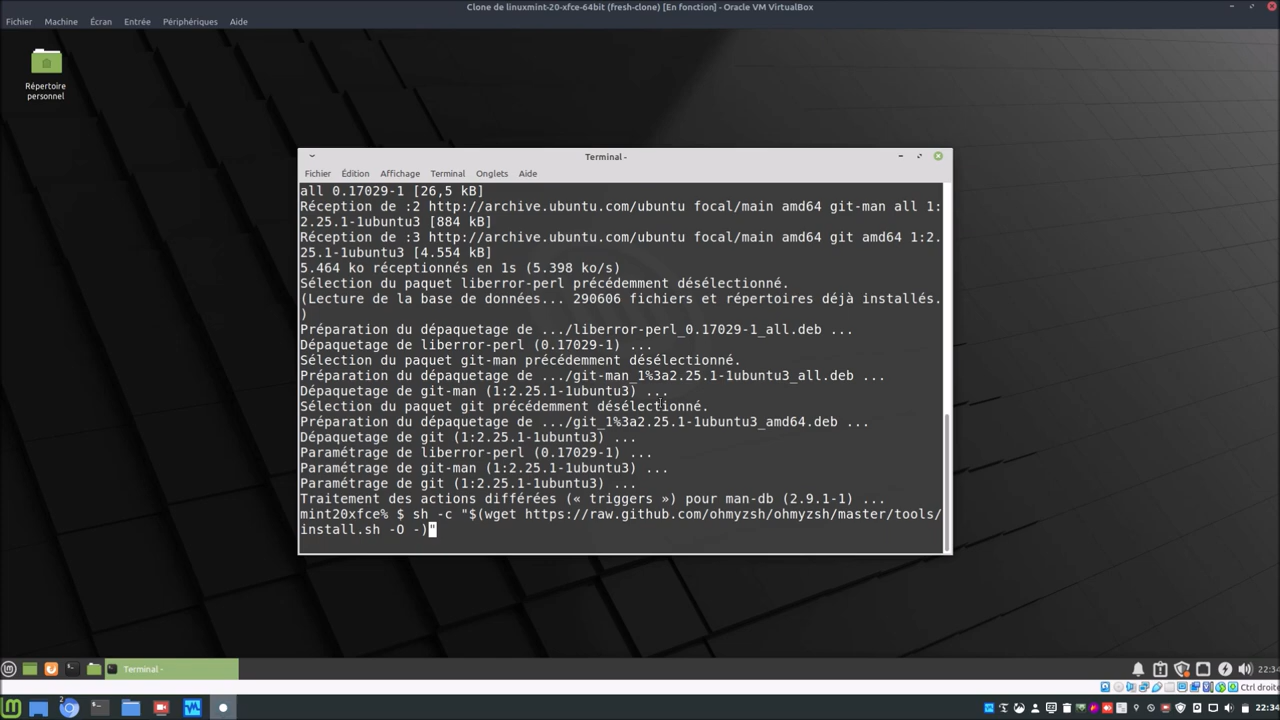 Clone de linuxmint-20-xfce-64bit (fresh-clone) [En fonction] - Oracle VM VirtualBox
Fichier Machine Écran Entrée Périphériques Aide
Répertoire
personnel
Terminal -
Fichier Édition Affichage Terminal Onglets Aide
all 0.17029-1 [26,5 kB]
Réception de :2 http://archive.ubuntu.com/ubuntu focal/main amd64 git-man all 1:
2.25.1-1ubuntu3 [884 kB]
Réception de :3 http://archive.ubuntu.com/ubuntu focal/main amd64 git amd64 1:2.
25.1-1ubuntu3 [4.554 kB]
5.464 ko réceptionnés en 1s (5.398 ko/s)
Sélection du paquet liberror-perl précédemment désélectionné.
(Lecture de la base de données... 290606 fichiers et répertoires déjà installés.
)
Préparation du dépaquetage de .../liberror-perl_0.17029-1_all.deb ...
Dépaquetage de liberror-perl (0.17029-1) ...
Sélection du paquet git-man précédemment désélectionné.
Préparation du dépaquetage de .../git-man_1%3a2.25.1-1ubuntu3_all.deb ...
Dépaquetage de git-man (1:2.25.1-1ubuntu3) ...
Sélection du paquet git précédemment désélectionné.
Préparation du dépaquetage de .../git_1%3a2.25.1-1ubuntu3_amd64.deb ...
Dépaquetage de git (1:2.25.1-1ubuntu3) ...
Paramétrage de liberror-perl (0.17029-1) ...
Paramétrage de git-man (1:2.25.1-1ubuntu3) ...
Paramétrage de git (1:2.25.1-1ubuntu3) ...
Traitement des actions différées (« triggers ») pour man-db (2.9.1-1) ...
mint20xfce% $ sh -c "$(wget https://raw.github.com/ohmyzsh/ohmyzsh/master/tools/
install.sh -O -)"
Terminal -
22:34
Ctrl droite
2
22:34